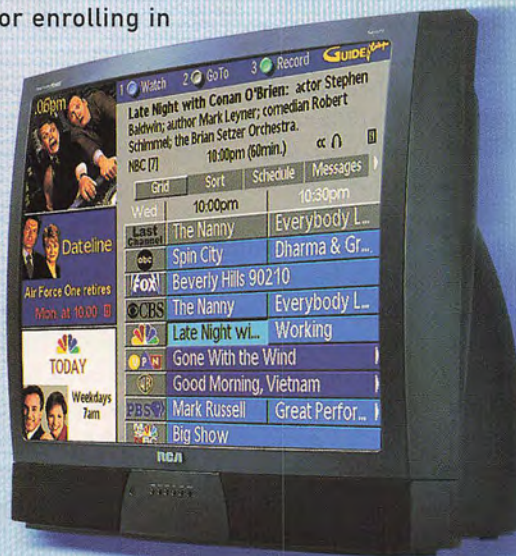 or enrolling in
.06pm
1 Watch 2 GoTo 3 Record GUIDE Plus+
Late Night with Conan O'Brien: actor Stephen
Baldwin; author Mark Leyner; comedian Robert
Schimmel; the Brian Setzer Orchestra.
NBC [7] 10:00pm (60min.) cc
Grid Sort Schedule Messages
Wed 10:00pm 10:30pm
Last
Channel The Nanny Everybody L...
abc Spin City Dharma & Gr...
FOX Beverly Hills 90210
CBS The Nanny Everybody L...
Late Night wi... Working
UPN Gone With the Wind
WB Good Morning, Vietnam
PBS Mark Russell Great Perfor...
Big Show
Dateline
Air Force One retires
Mon. at 10:00
TODAY
Weekdays
7am
RCA